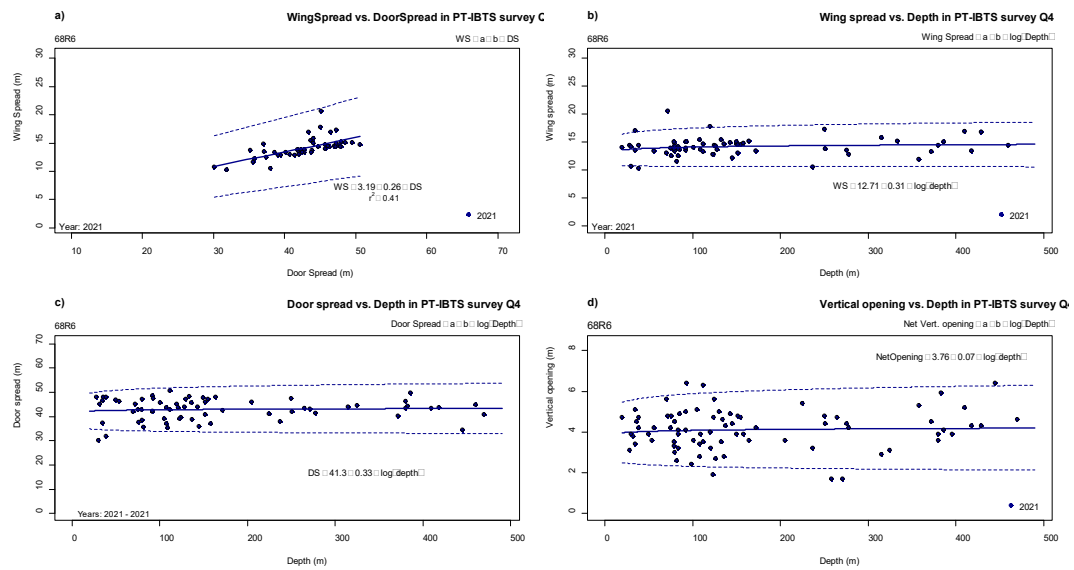 a)
WingSpread vs. DoorSpread in PT-IBTS survey Q
68R6
WS □ a □ b □ DS
Wing Spread (m)
0 5 10 15 20 25 30
WS □ 3.19 □ 0.26 □ DS
r² □ 0.41
2021
Year: 2021
10 20 30 40 50 60 70
Door Spread (m)
b)
Wing spread vs. Depth in PT-IBTS survey Q4
68R6
Wing Spread □ a □ b □ log□Depth□
Wing Spread (m)
0 5 10 15 20 25 30
WS □ 12.71 □ 0.31 □ log□depth□
2021
Year: 2021
0 100 200 300 400 500
Depth (m)
c)
Door spread vs. Depth in PT-IBTS survey Q4
68R6
Door Spread □ a □ b □ log□Depth□
Door spread (m)
0 10 20 30 40 50 60 70
DS □ 41.3 □ 0.33 □ log□depth□
Years: 2021 - 2021
0 100 200 300 400 500
Depth (m)
d)
Vertical opening vs. Depth in PT-IBTS survey Q4
68R6
Net Vert. opening □ a □ b □ log□Depth□
Vertical opening (m)
0 2 4 6 8
NetOpening □ 3.76 □ 0.07 □ log□depth□
2021
0 100 200 300 400 500
Depth (m)